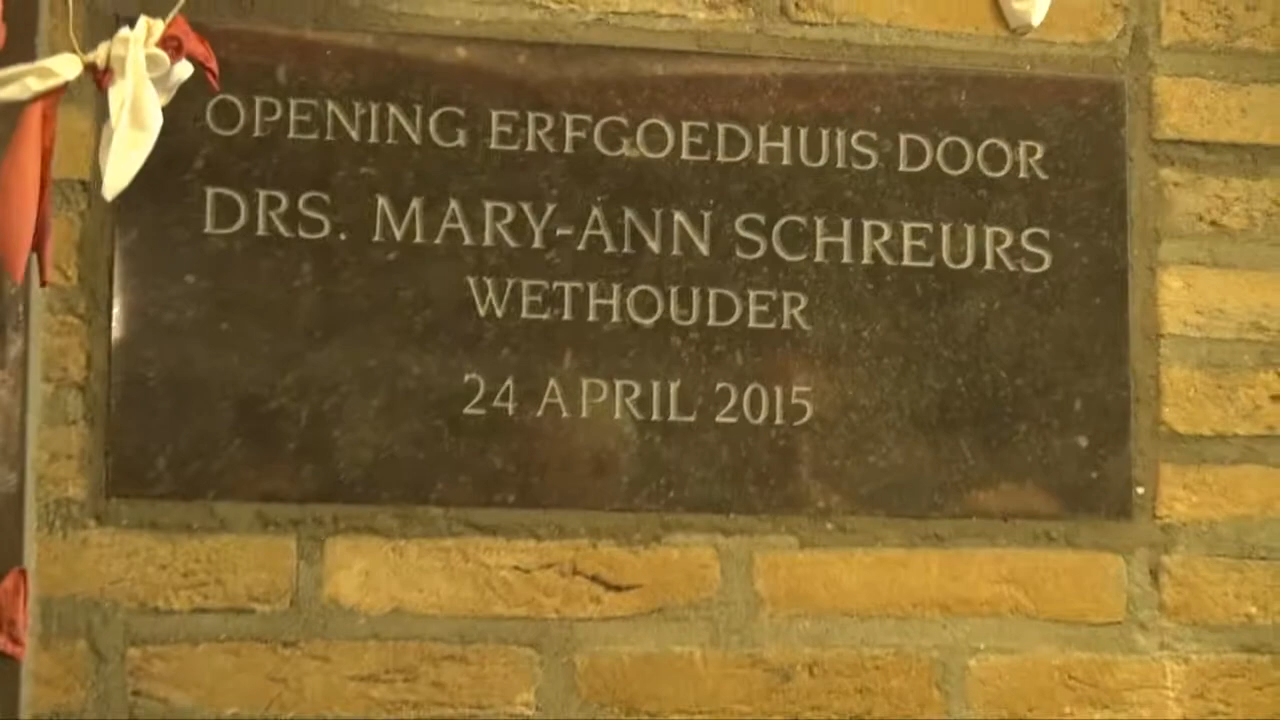 OPENING ERFGOEDHUIS DOOR
DRS. MARY-ANN SCHREURS
WETHOUDER
24 APRIL 2015